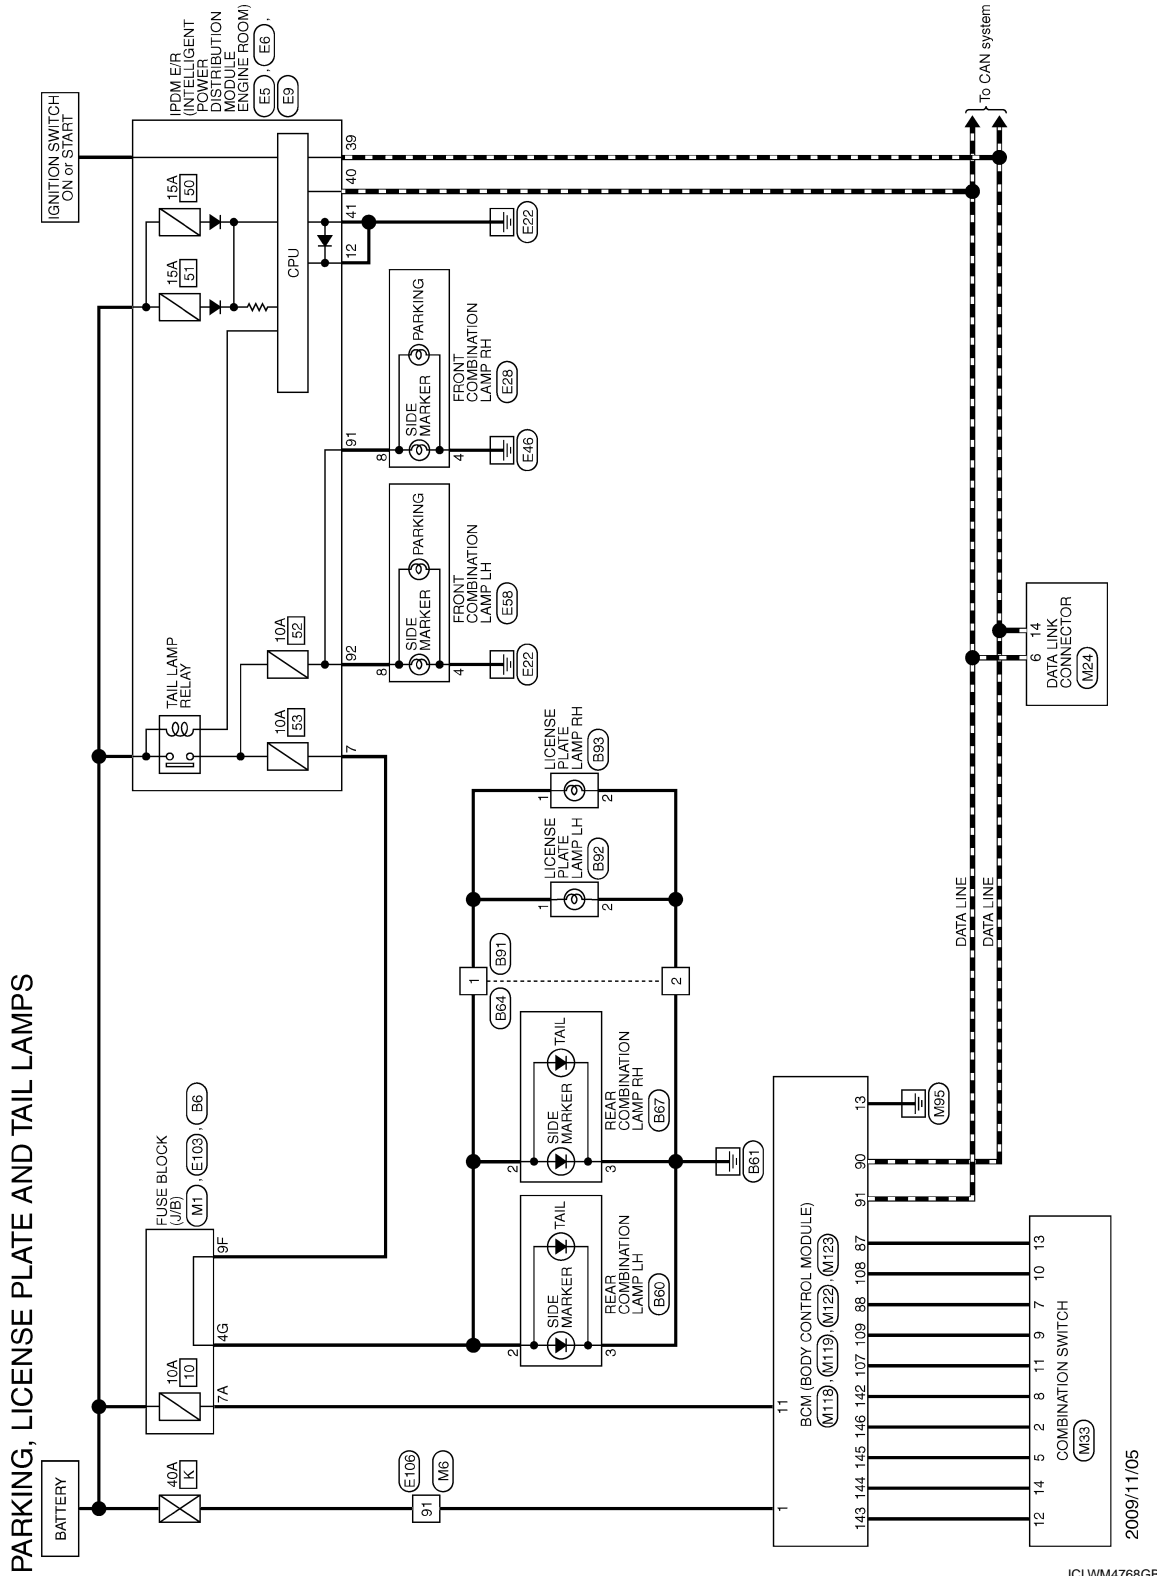 PARKING, LICENSE PLATE AND TAIL LAMPS
BATTERY
40A
K
E106
M6
91
FUSE BLOCK
(J/B)
M1 , E103 , B6
10A
10
7A
4G
9F
IGNITION SWITCH
ON or START
IPDM E/R
(INTELLIGENT
POWER
DISTRIBUTION
MODULE
ENGINE ROOM)
E5 , E6 ,
E9
TAIL LAMP
RELAY
15A
51
15A
50
10A
53
10A
52
CPU
7
92
91
12
41
40
39
8
SIDE
MARKER
PARKING
4
FRONT
COMBINATION
LAMP LH
E58
E22
8
SIDE
MARKER
PARKING
4
FRONT
COMBINATION
LAMP RH
E28
E46
E22
2
SIDE
MARKER
TAIL
3
REAR
COMBINATION
LAMP LH
B60
2
SIDE
MARKER
TAIL
3
REAR
COMBINATION
LAMP RH
B67
B61
1
B64
B91
2
1
2
LICENSE
PLATE
LAMP LH
B92
1
2
LICENSE
PLATE
LAMP RH
B93
1
11
BCM (BODY CONTROL MODULE)
M118 , M119 , M122 , M123
143
144
145
146
142
107
109
88
108
87
91
90
13
M95
12
14
5
2
8
11
9
7
10
13
COMBINATION SWITCH
M33
DATA LINE
DATA LINE
6
14
DATA LINK
CONNECTOR
M24
To CAN system
2009/11/05
JCLWM4768GE